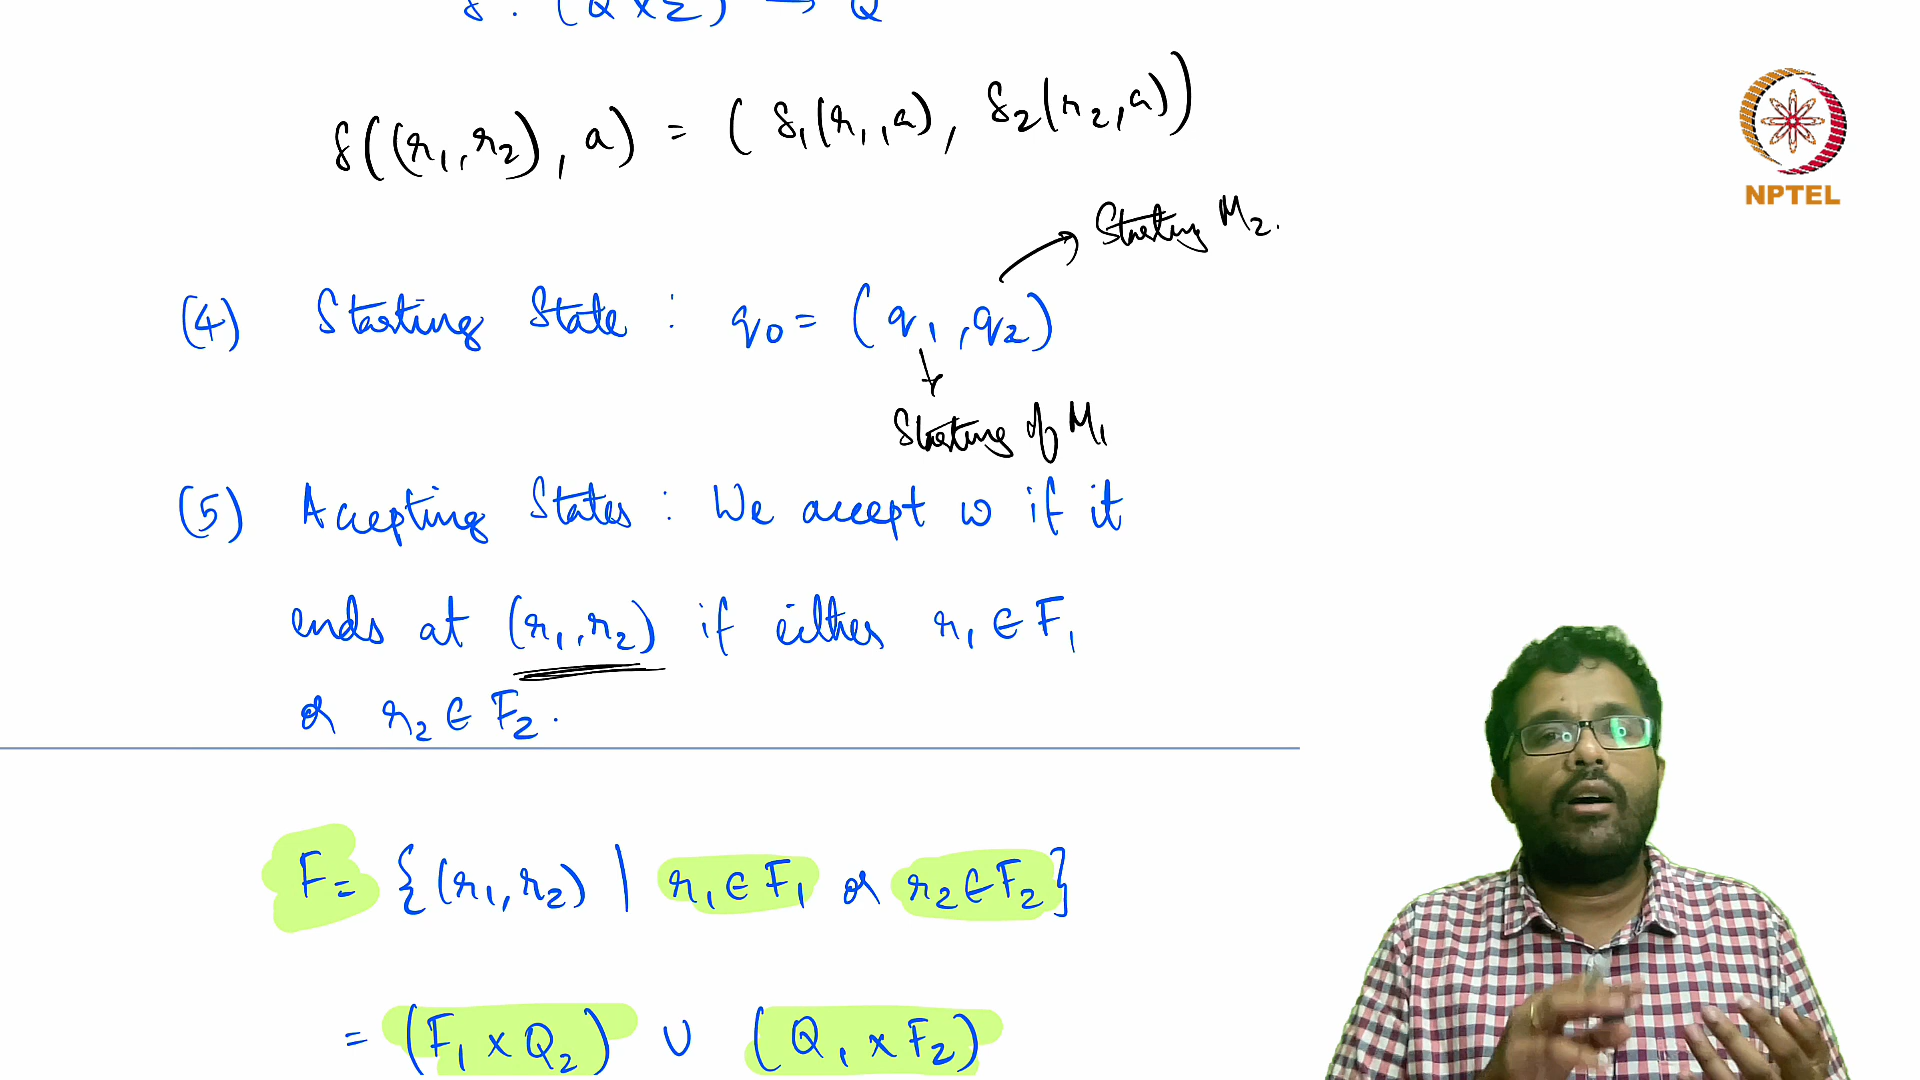 δ : (Q × Σ) → Q
δ((r₁, r₂), a) = (δ₁(r₁, a), δ₂(r₂, a))
NPTEL
Starting M₂.
(4) Starting State : q₀ = (q₁, q₂)
Starting of M₁
(5) Accepting States : We accept w if it
ends at (r₁, r₂) if either r₁ ∈ F₁
or r₂ ∈ F₂.
F = {(r₁, r₂) | r₁ ∈ F₁ or r₂ ∈ F₂}
= (F₁ × Q₂) ∪ (Q₁ × F₂)